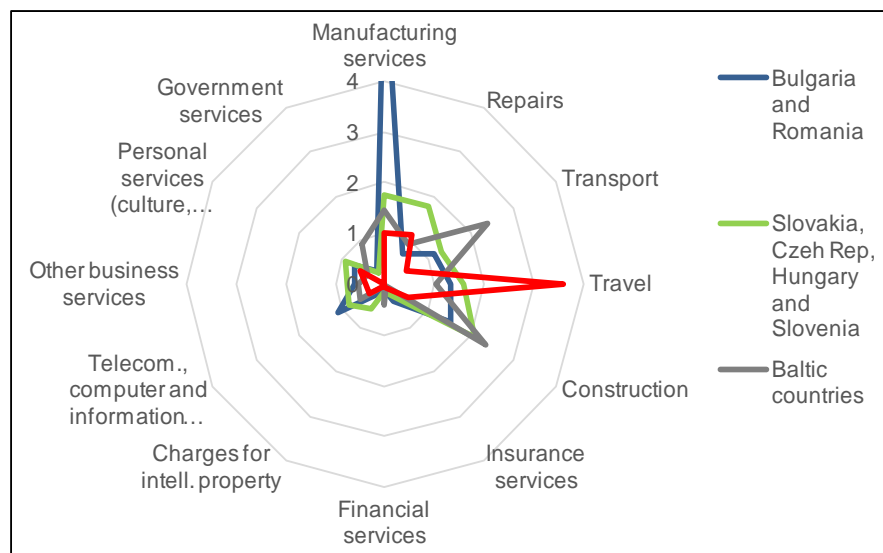 Manufacturing
services
Repairs
Transport
Travel
Construction
Insurance
services
Financial
services
Charges for
intell. property
Telecom.,
computer and
information...
Other business
services
Personal
services
(culture,...
Government
services
4
3
2
1
0
Bulgaria
and
Romania
Slovakia,
Czeh Rep,
Hungary
and
Slovenia
Baltic
countries